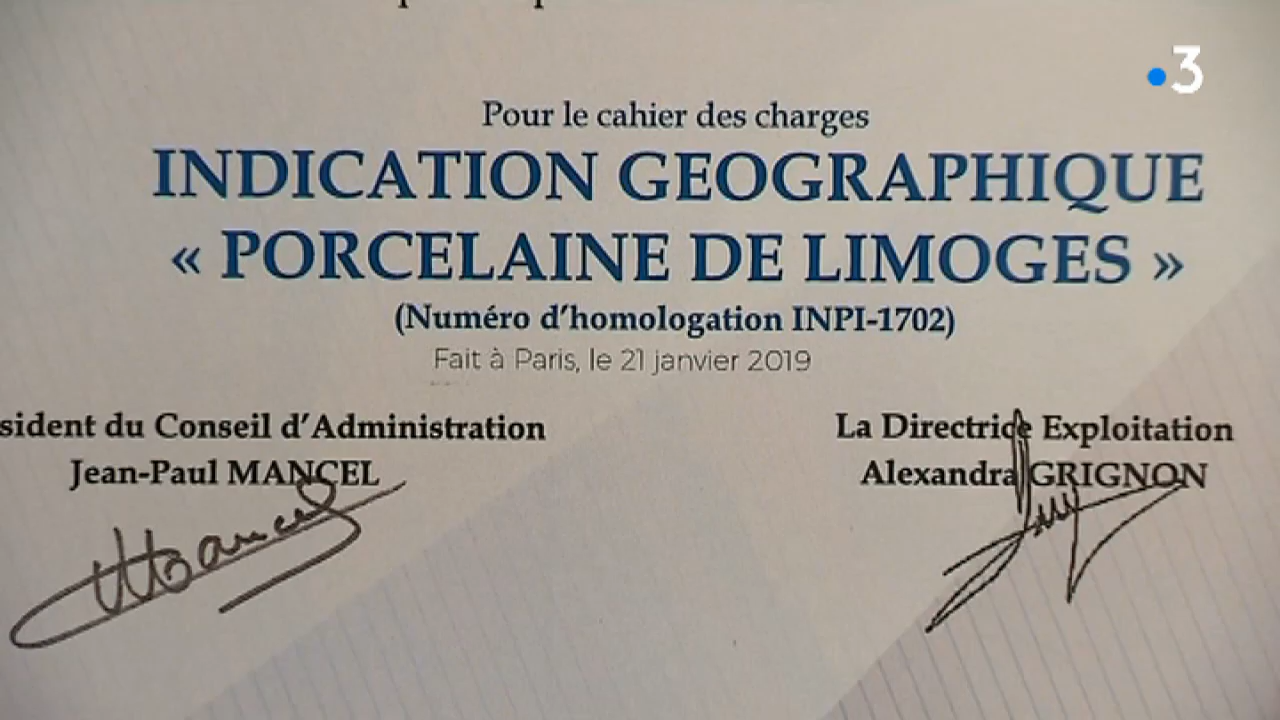 3
Pour le cahier des charges
INDICATION GEOGRAPHIQUE
« PORCELAINE DE LIMOGES »
(Numéro d'homologation INPI-1702)
Fait à Paris, le 21 janvier 2019
sident du Conseil d'Administration
Jean-Paul MANCEL
La Directrice Exploitation
Alexandra GRIGNON